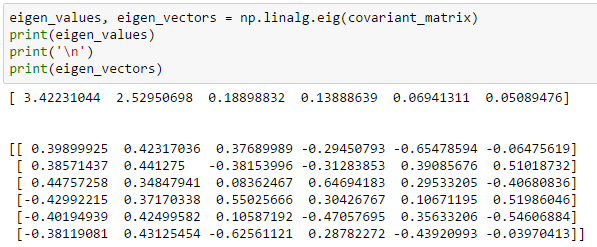 eigen_values, eigen_vectors = np.linalg.eig(covariant_matrix)
print(eigen_values)
print('\n')
print(eigen_vectors)
[ 3.42231044  2.52950698  0.18898832  0.13888639  0.06941311  0.05089476]
[[ 0.39899925  0.42317036  0.37689989 -0.29450793 -0.65478594 -0.06475619]
 [ 0.38571437  0.441275   -0.38153996 -0.31283853  0.39085676  0.51018732]
 [ 0.44757258  0.34847941  0.08362467  0.64694183  0.29533205 -0.40680836]
 [-0.42992215  0.37170338  0.55025666  0.30426767  0.10671195  0.51986046]
 [-0.40194939  0.42499582  0.10587192 -0.47057695  0.35633206 -0.54606884]
 [-0.38119081  0.43125454 -0.62561121  0.28782272 -0.43920993 -0.03970413]]